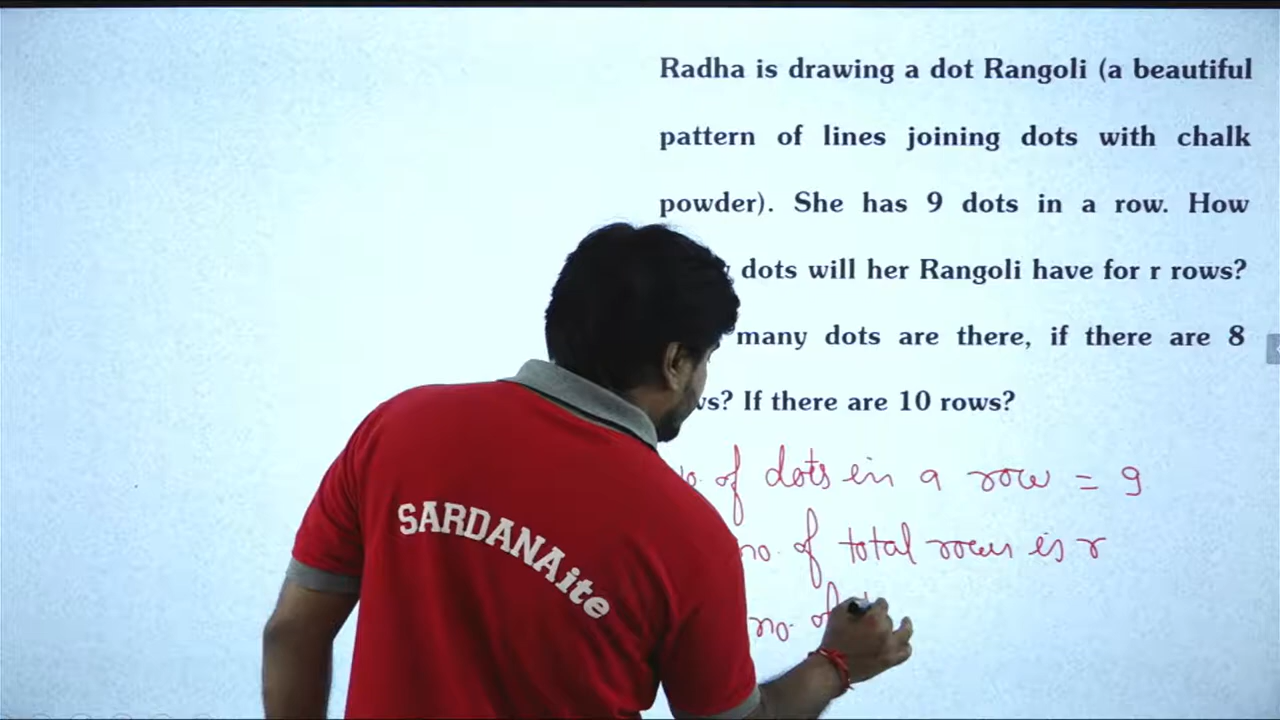 Radha is drawing a dot Rangoli (a beautiful
pattern of lines joining dots with chalk
powder). She has 9 dots in a row. How
dots will her Rangoli have for r rows?
many dots are there, if there are 8
If there are 10 rows?
of dots in a row = 9
no. of total rows is r
no. of
SARDANAite